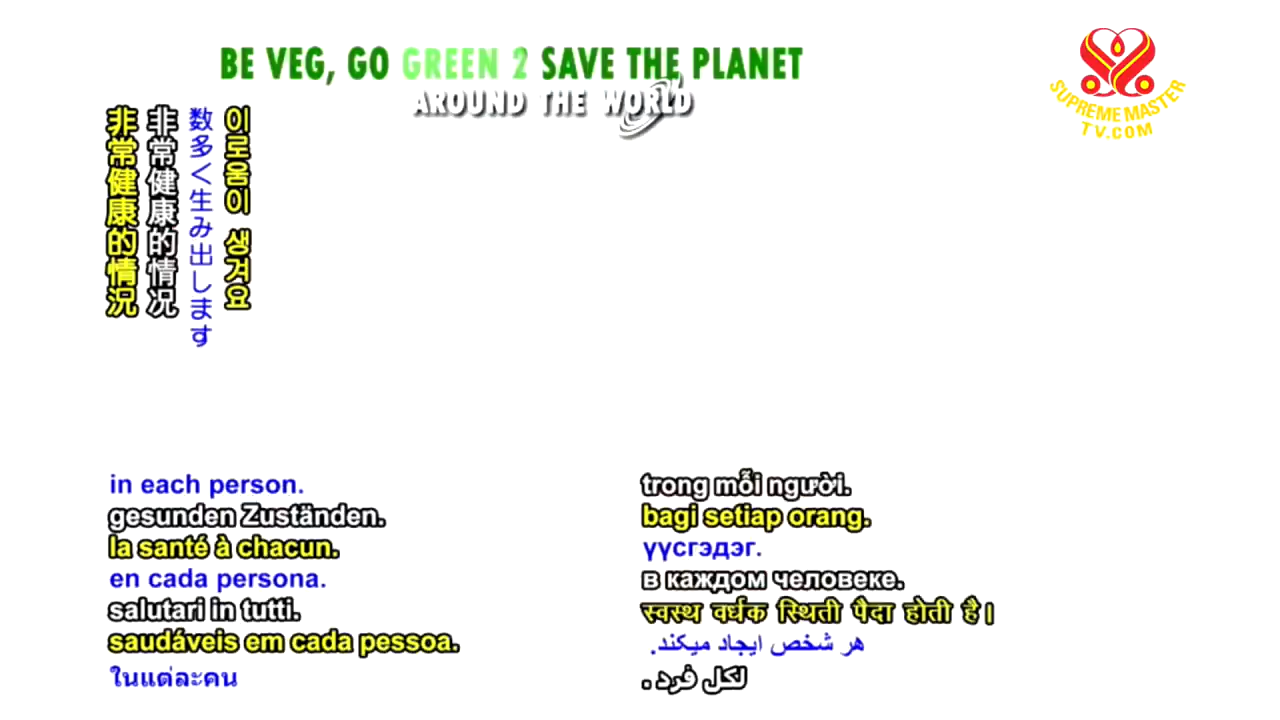 BE VEG, GO GREEN 2 SAVE THE PLANET
AROUND THE WORLD
SUPREME MASTER
TV.COM
非常健康的情況
非常健康的情况
数多く生み出します
이로움이 생겨요
in each person.
gesunden Zuständen.
la santé à chacun.
en cada persona.
salutari in tutti.
saudáveis em cada pessoa.
ในแต่ละคน
trong mỗi người.
bagi setiap orang.
үүсгэдэг.
в каждом человеке.
स्वस्थ वर्धक स्थिती पैदा होती है।
هر شخص ایجاد میکند.
لكل فرد .